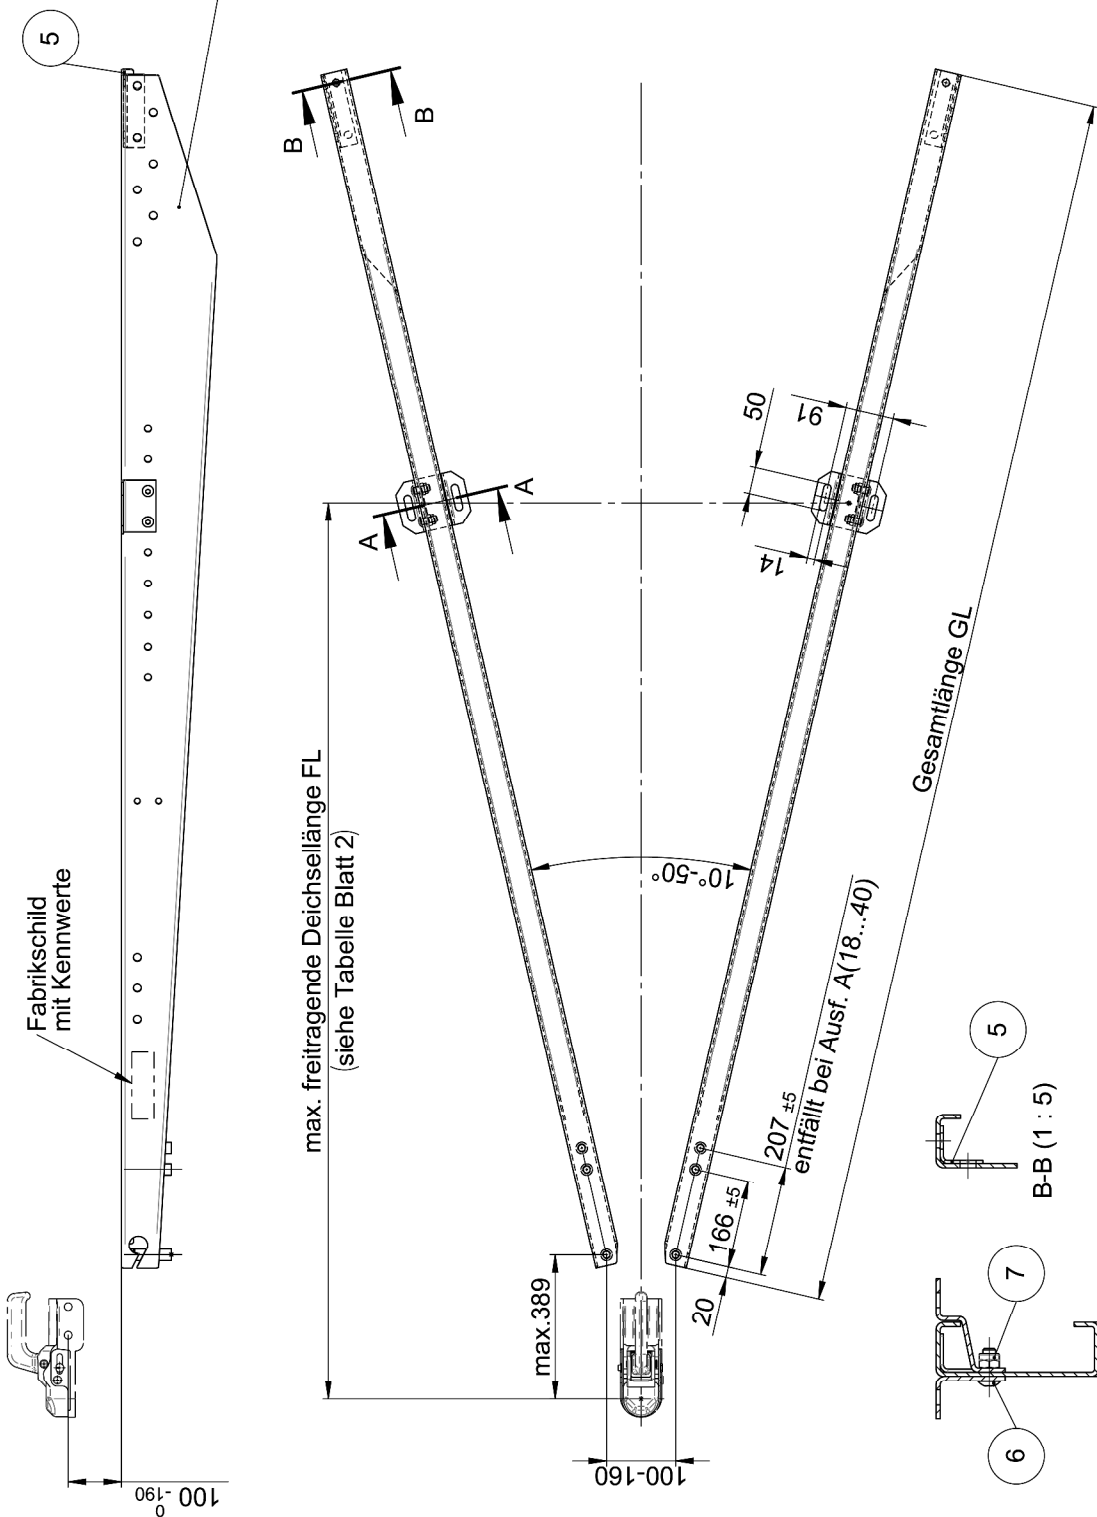 5
Fabrikschild
mit Kennwerte
100 0 -190
max. freitragende Deichsellänge FL
(siehe Tabelle Blatt 2)
B
B
A
A
50
91
14
10°-50°
Gesamtlänge GL
207 ±5
entfällt bei Ausf. A(18...40)
166 ±5
20
max.389
100-160
5
B-B (1 : 5)
7
6